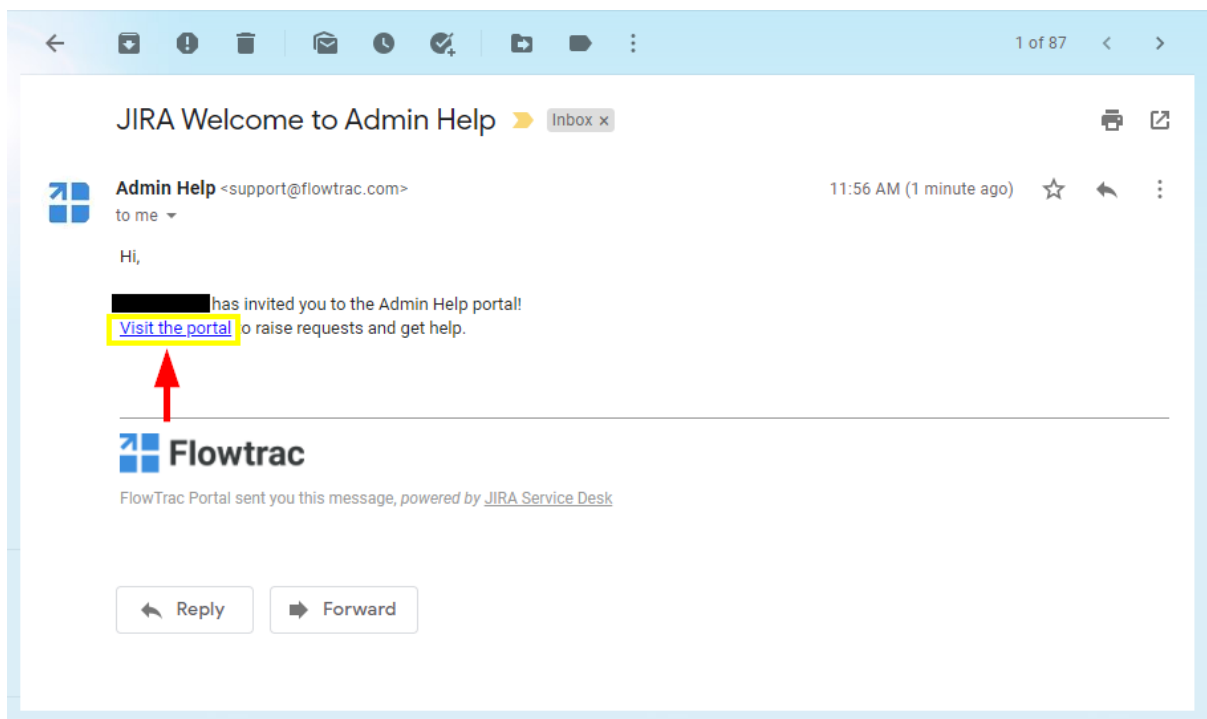 1 of 87
JIRA Welcome to Admin Help Inbox x
Admin Help <support@flowtrac.com> 11:56 AM (1 minute ago)
to me
Hi,
has invited you to the Admin Help portal!
Visit the portal o raise requests and get help.
Flowtrac
FlowTrac Portal sent you this message, powered by JIRA Service Desk
Reply Forward